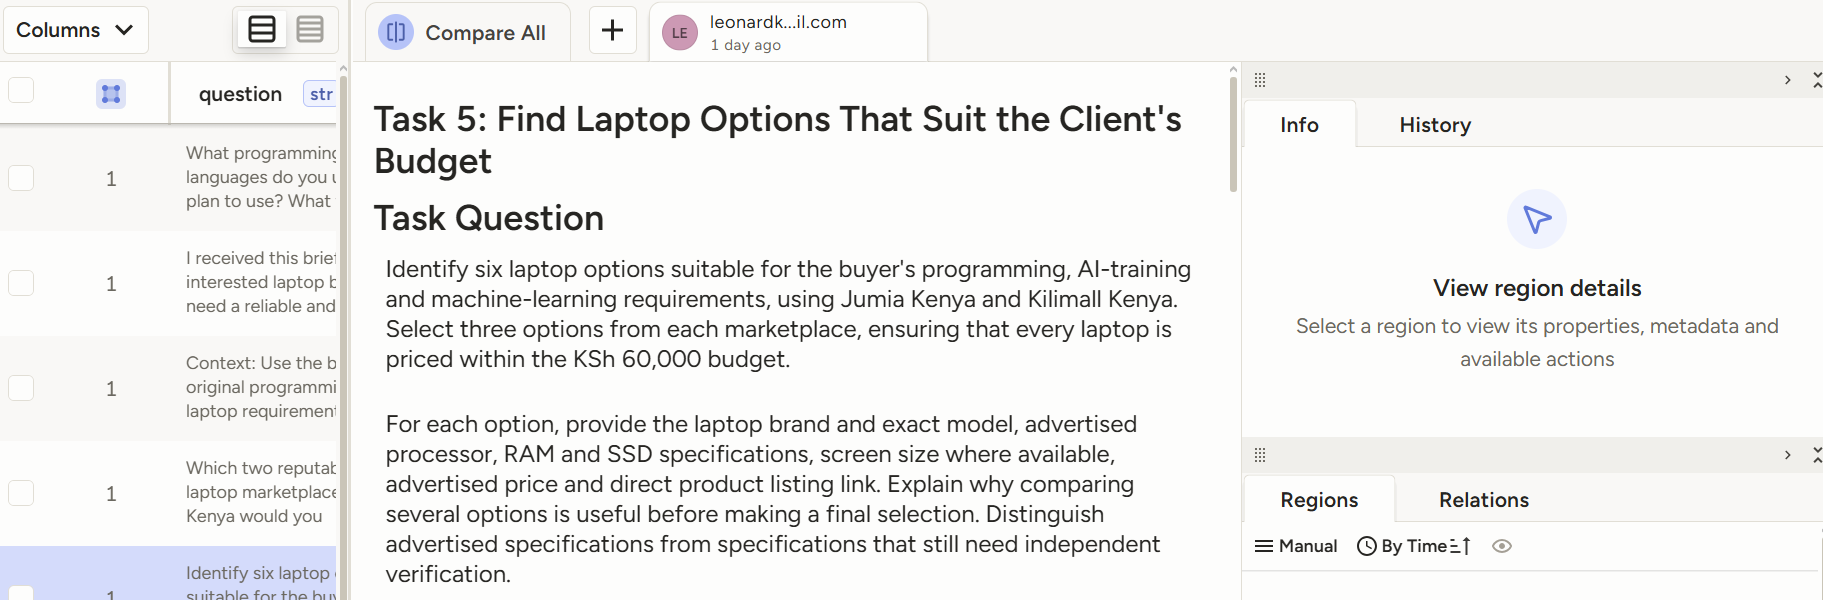 Columns
Compare All
LE
leonardk...il.com
1 day ago
question
str
What programming
languages do you u
plan to use? What
1
I received this brief
interested laptop b
need a reliable and
1
Context: Use the b
original programmi
laptop requirement
1
Which two reputab
laptop marketplace
Kenya would you
1
Identify six laptop
suitable for the buy
1
Task 5: Find Laptop Options That Suit the Client's
Budget
Task Question
Identify six laptop options suitable for the buyer's programming, AI-training
and machine-learning requirements, using Jumia Kenya and Kilimall Kenya.
Select three options from each marketplace, ensuring that every laptop is
priced within the KSh 60,000 budget.
For each option, provide the laptop brand and exact model, advertised
processor, RAM and SSD specifications, screen size where available,
advertised price and direct product listing link. Explain why comparing
several options is useful before making a final selection. Distinguish
advertised specifications from specifications that still need independent
verification.
Info
History
View region details
Select a region to view its properties, metadata and
available actions
Regions
Relations
Manual
By Time